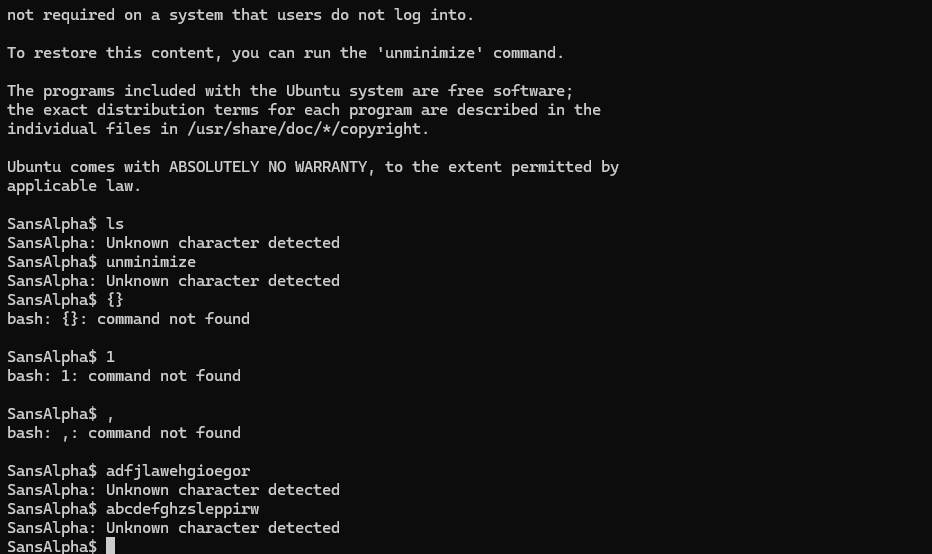 not required on a system that users do not log into.
To restore this content, you can run the 'unminimize' command.
The programs included with the Ubuntu system are free software;
the exact distribution terms for each program are described in the
individual files in /usr/share/doc/*/copyright.
Ubuntu comes with ABSOLUTELY NO WARRANTY, to the extent permitted by
applicable law.
SansAlpha$ ls
SansAlpha: Unknown character detected
SansAlpha$ unminimize
SansAlpha: Unknown character detected
SansAlpha$ {}
bash: {}: command not found
SansAlpha$ 1
bash: 1: command not found
SansAlpha$ ,
bash: ,: command not found
SansAlpha$ adfjlawehgioegor
SansAlpha: Unknown character detected
SansAlpha$ abcdefghzsleppirw
SansAlpha: Unknown character detected
SansAlpha$